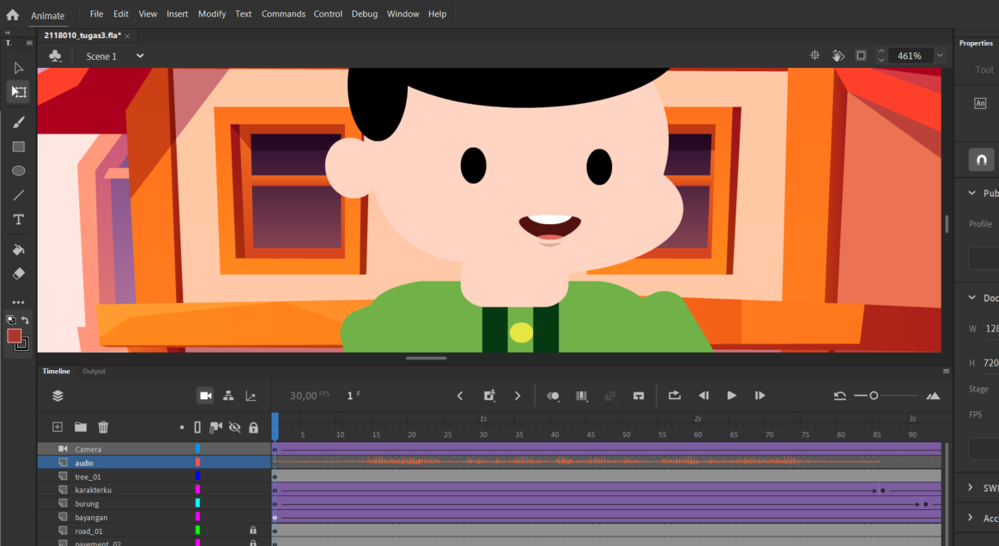 Animate File Edit View Insert Modify Text Commands Control Debug Window Help
2118010_tugas3.fla* ×
T.
Properties
Scene 1
461%
Tool
An
Pub
Profile
Doc
W 128
H 720
Stage
FPS
SWF
Acc
T
Timeline Output
30,00 FPS 1 F
1s 2s 3s
5 10 15 20 25 30 35 40 45 50 55 60 65 70 75 80 85 90
Camera
audio
tree_01
karakterku
burung
bayangan
road_01
pavement_02